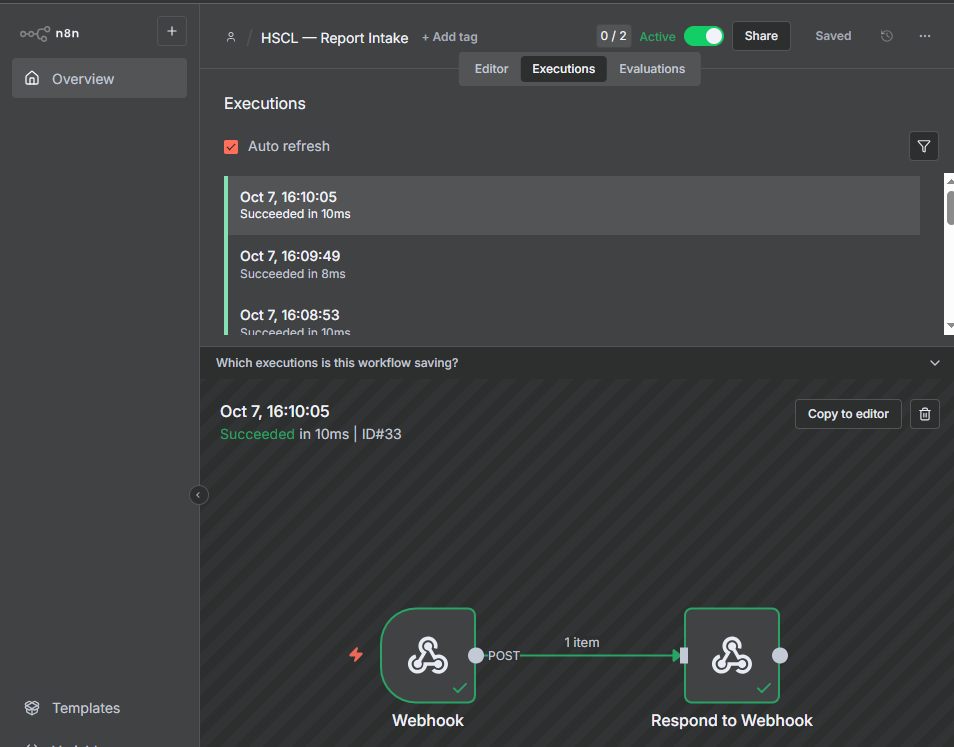 n8n
+
HSCL — Report Intake
+ Add tag
0 / 2
Active
Share
Saved
Overview
Editor
Executions
Evaluations
Executions
Auto refresh
Oct 7, 16:10:05
Succeeded in 10ms
Oct 7, 16:09:49
Succeeded in 8ms
Oct 7, 16:08:53
Succeeded in 10ms
Which executions is this workflow saving?
Oct 7, 16:10:05
Succeeded in 10ms | ID#33
Copy to editor
POST
1 item
Webhook
Respond to Webhook
Templates